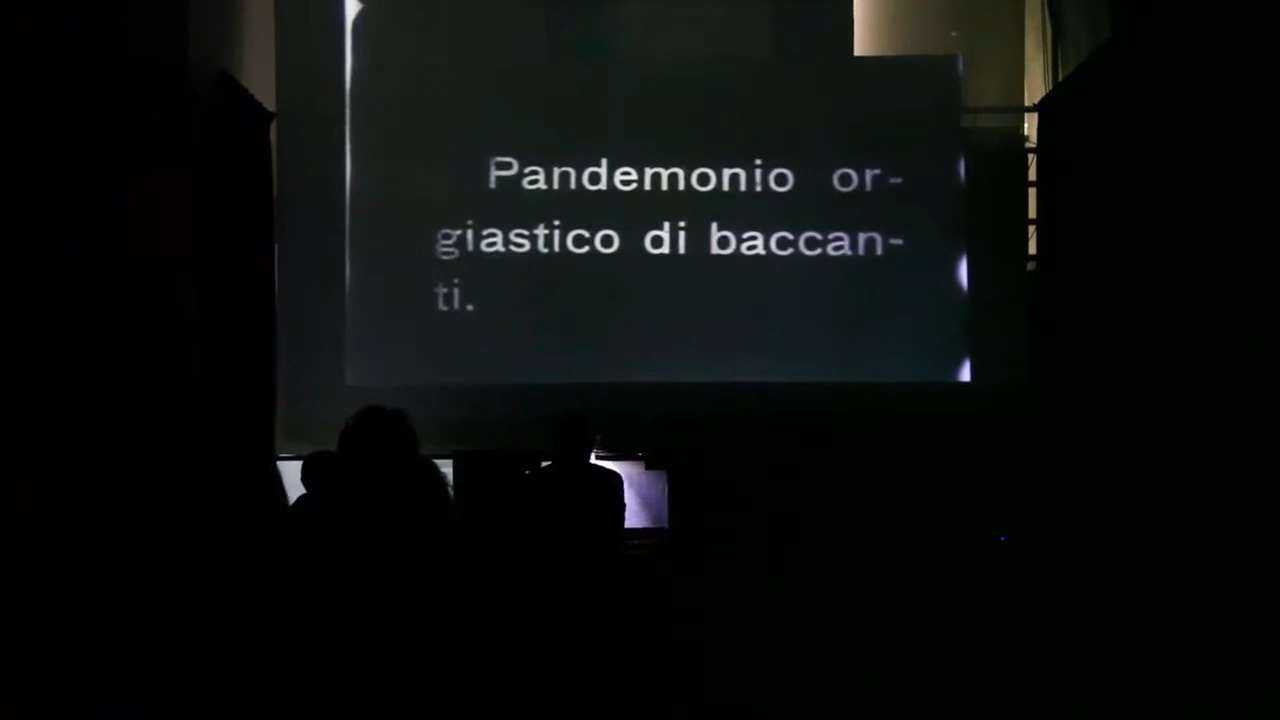 Pandemonio or-
giastico di baccan-
ti.